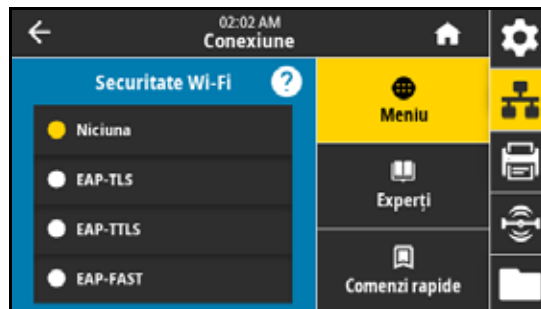 02:02 AM
Conexiune
Securitate Wi-Fi
?
Niciuna
EAP-TLS
EAP-TTLS
EAP-FAST
Meniu
Experți
Comenzi rapide